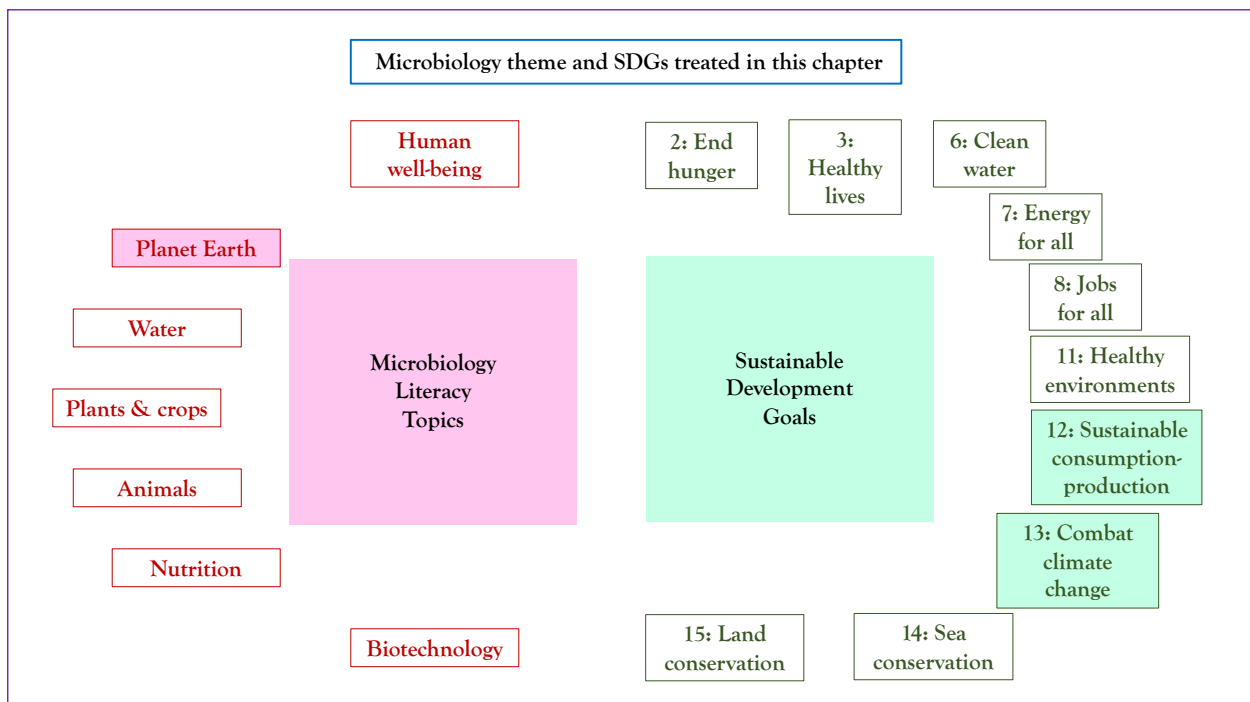 Microbiology theme and SDGs treated in this chapter
Human
well-being
Planet Earth
Water
Plants & crops
Animals
Nutrition
Biotechnology
Microbiology
Literacy
Topics
Sustainable
Development
Goals
2: End
hunger
3:
Healthy
lives
6: Clean
water
7: Energy
for all
8: Jobs
for all
11: Healthy
environments
12: Sustainable
consumption-
production
13: Combat
climate
change
14: Sea
conservation
15: Land
conservation